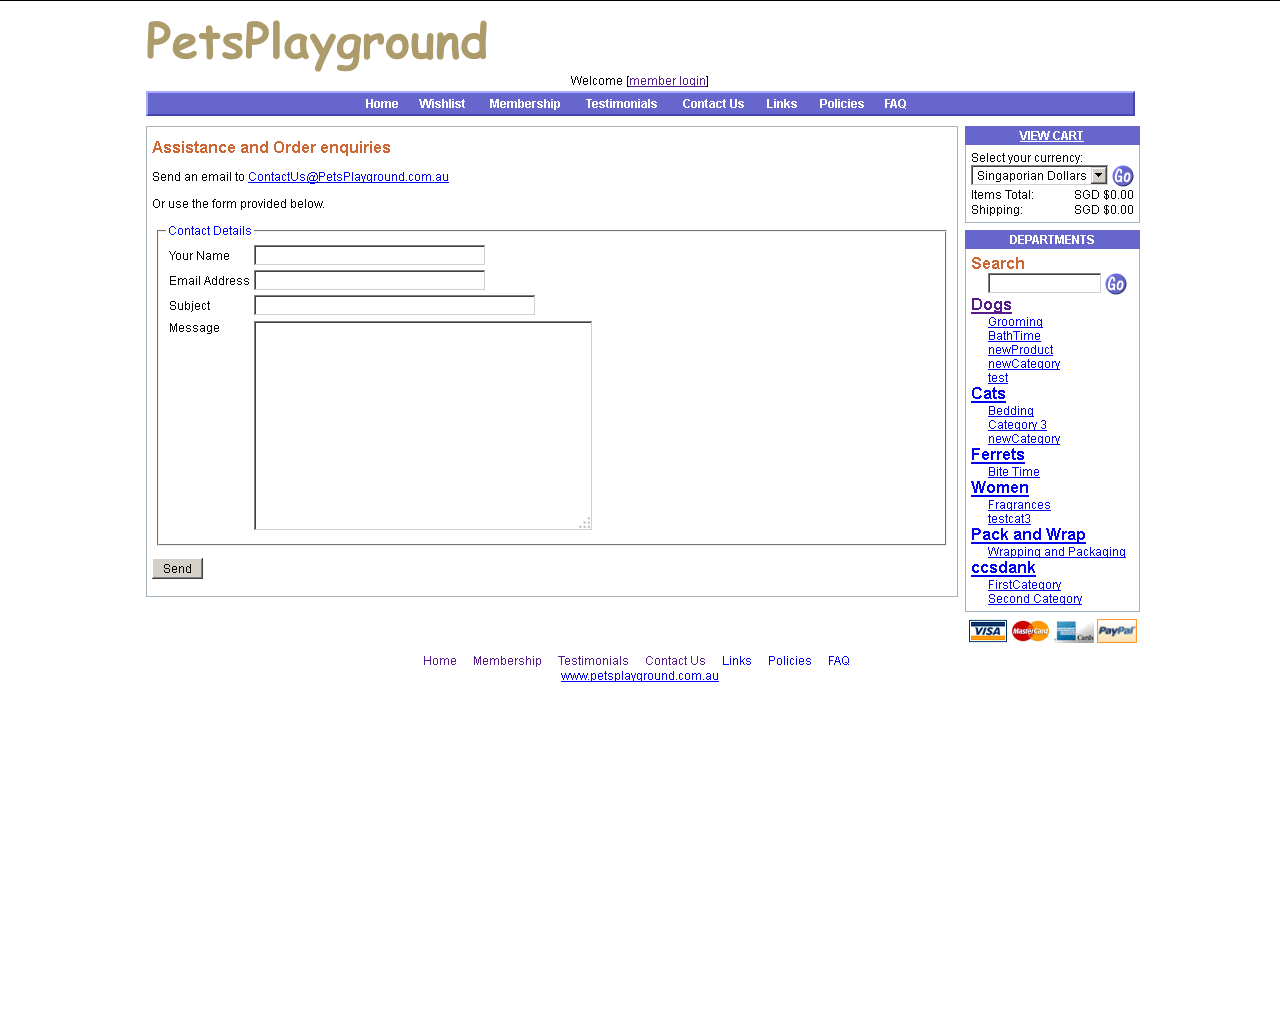 PetsPlayground
Welcome [member login]
Home Wishlist Membership Testimonials Contact Us Links Policies FAQ
Assistance and Order enquiries
Send an email to ContactUs@PetsPlayground.com.au
Or use the form provided below.
Contact Details
Your Name
Email Address
Subject
Message
Send
VIEW CART
Select your currency:
Singaporian Dollars Go
Items Total: SGD $0.00
Shipping: SGD $0.00
DEPARTMENTS
Search
Go
Dogs
Grooming
BathTime
newProduct
newCategory
test
Cats
Bedding
Category 3
newCategory
Ferrets
Bite Time
Women
Fragrances
testcat3
Pack and Wrap
Wrapping and Packaging
ccsdank
FirstCategory
Second Category
VISA MasterCard Cards PayPal
Home Membership Testimonials Contact Us Links Policies FAQ
www.petsplayground.com.au